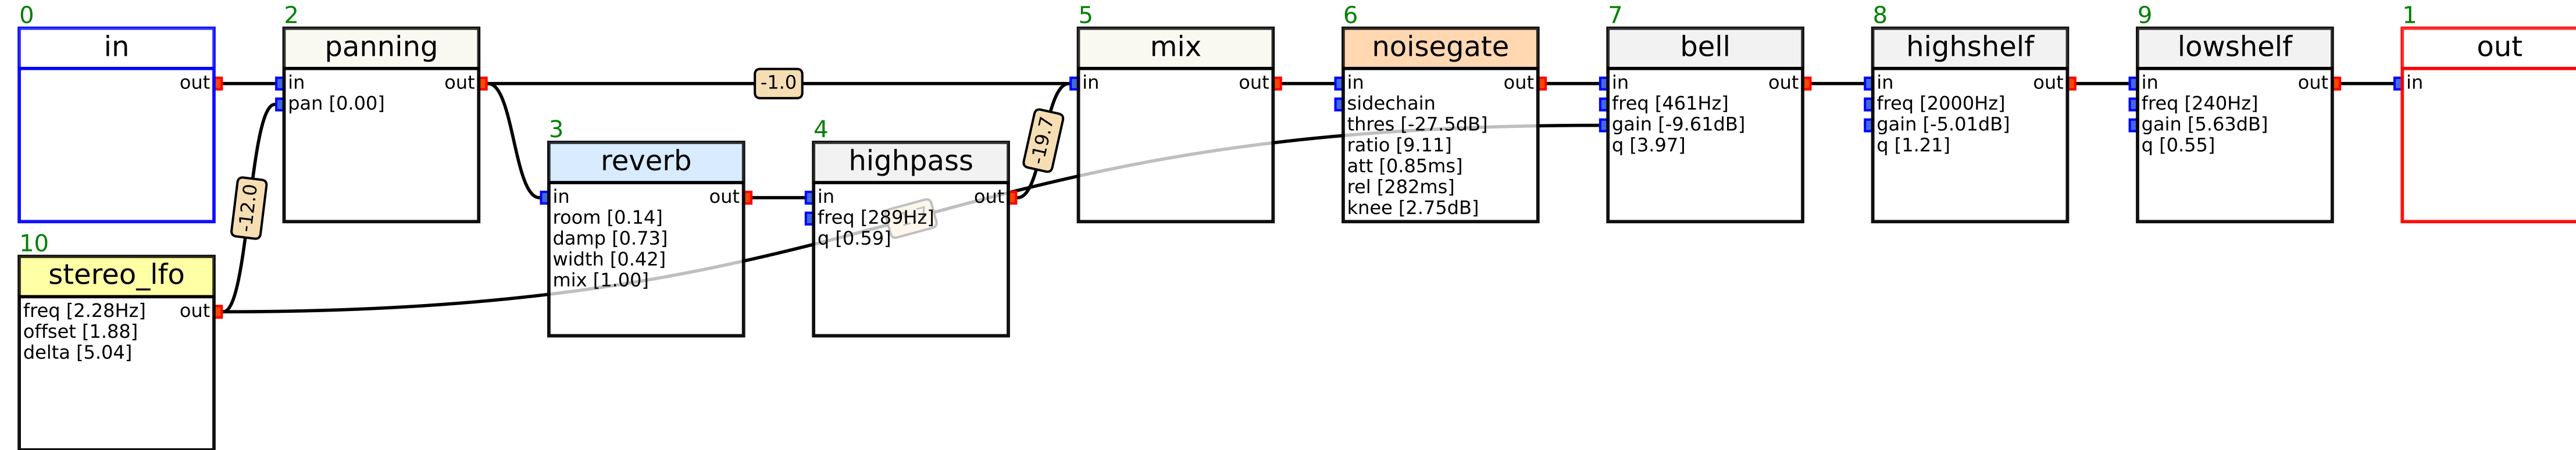 0
in
out
2
panning
in
pan [0.00]
out
-1.0
-12.0
10
stereo_lfo
freq [2.28Hz]
offset [1.88]
delta [5.04]
out
3
reverb
in
room [0.14]
damp [0.73]
width [0.42]
mix [1.00]
out
4
highpass
in
freq [289Hz]
q [0.59]
out
-19.7
5
mix
in
out
6
noisegate
in
sidechain
thres [-27.5dB]
ratio [9.11]
att [0.85ms]
rel [282ms]
knee [2.75dB]
out
7
bell
in
freq [461Hz]
gain [-9.61dB]
q [3.97]
out
8
highshelf
in
freq [2000Hz]
gain [-5.01dB]
q [1.21]
out
9
lowshelf
in
freq [240Hz]
gain [5.63dB]
q [0.55]
out
1
out
in